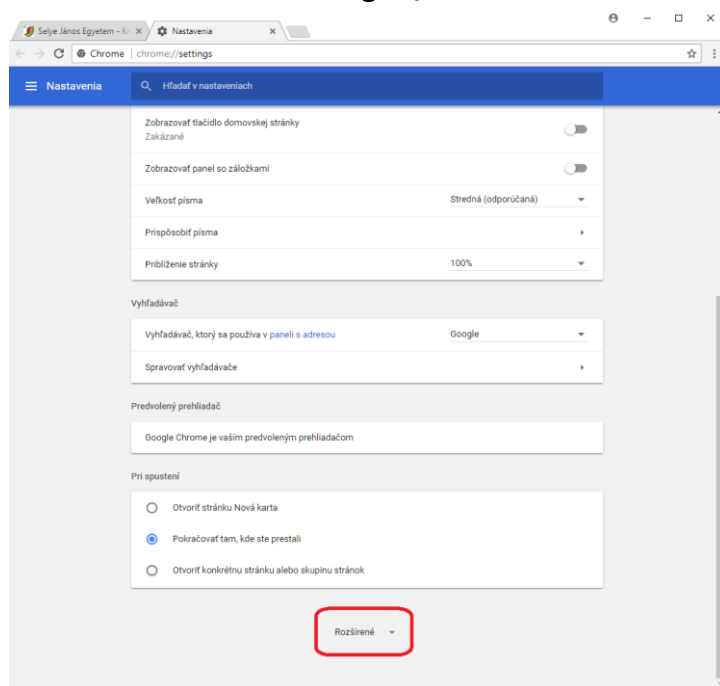 Selye János Egyetem - K
Nastavenia
Chrome | chrome://settings
Nastavenia
Hľadať v nastaveniach
Zobrazovať tlačidlo domovskej stránky
Zakázané
Zobrazovať panel so záložkami
Veľkosť písma Stredná (odporúčaná)
Prispôsobiť písma
Priblíženie stránky 100%
Vyhľadávač
Vyhľadávač, ktorý sa používa v paneli s adresou Google
Spravovať vyhľadávače
Predvolený prehliadač
Google Chrome je vaším predvoleným prehliadačom
Pri spustení
Otvoriť stránku Nová karta
Pokračovať tam, kde ste prestali
Otvoriť konkrétnu stránku alebo skupinu stránok
Rozšírené